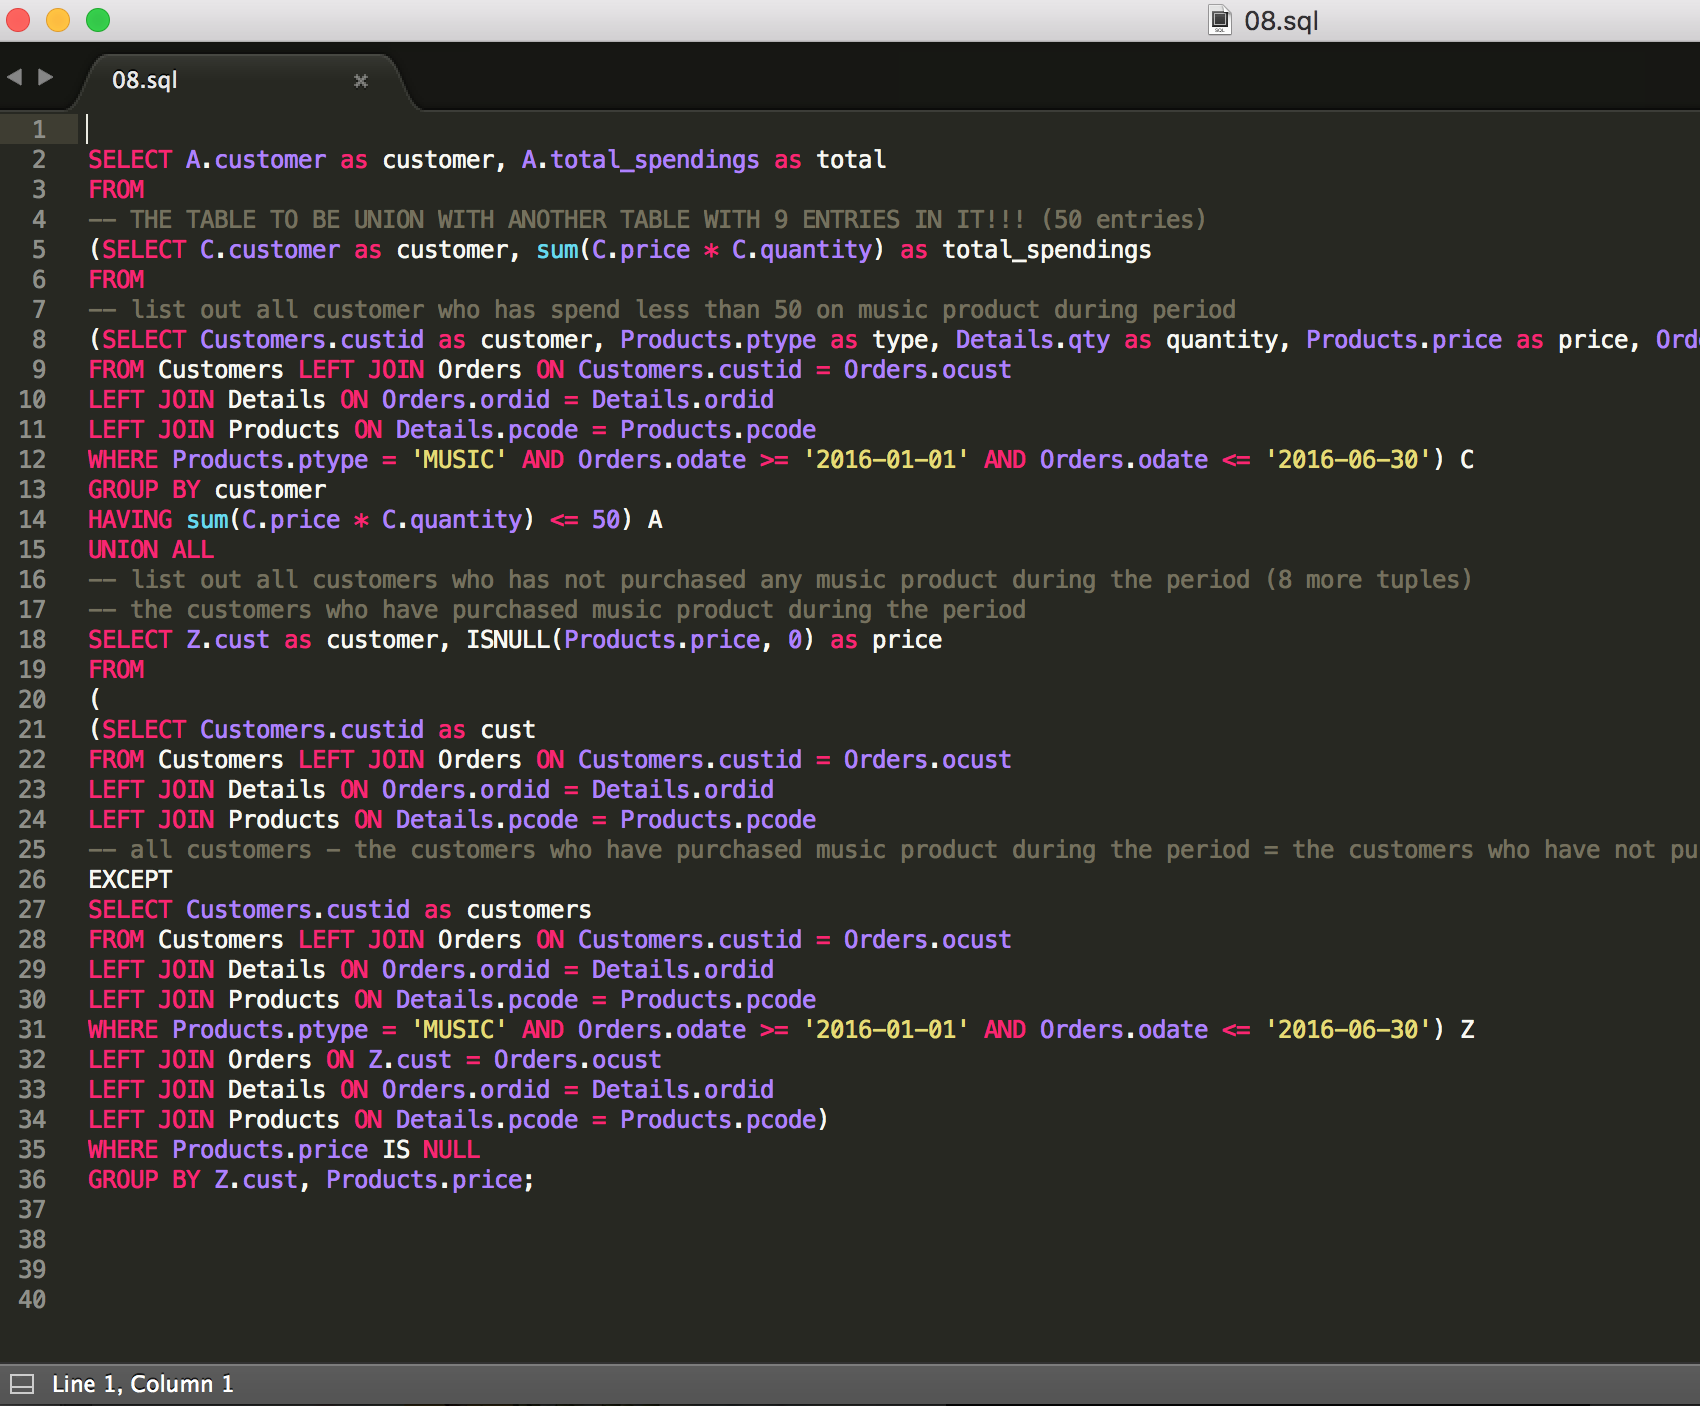 08.sql
08.sql
1
2 SELECT A.customer as customer, A.total_spendings as total
3 FROM
4 -- THE TABLE TO BE UNION WITH ANOTHER TABLE WITH 9 ENTRIES IN IT!!! (50 entries)
5 (SELECT C.customer as customer, sum(C.price * C.quantity) as total_spendings
6 FROM
7 -- list out all customer who has spend less than 50 on music product during period
8 (SELECT Customers.custid as customer, Products.ptype as type, Details.qty as quantity, Products.price as price, Ord
9 FROM Customers LEFT JOIN Orders ON Customers.custid = Orders.ocust
10 LEFT JOIN Details ON Orders.ordid = Details.ordid
11 LEFT JOIN Products ON Details.pcode = Products.pcode
12 WHERE Products.ptype = 'MUSIC' AND Orders.odate >= '2016-01-01' AND Orders.odate <= '2016-06-30') C
13 GROUP BY customer
14 HAVING sum(C.price * C.quantity) <= 50) A
15 UNION ALL
16 -- list out all customers who has not purchased any music product during the period (8 more tuples)
17 -- the customers who have purchased music product during the period
18 SELECT Z.cust as customer, ISNULL(Products.price, 0) as price
19 FROM
20 (
21 (SELECT Customers.custid as cust
22 FROM Customers LEFT JOIN Orders ON Customers.custid = Orders.ocust
23 LEFT JOIN Details ON Orders.ordid = Details.ordid
24 LEFT JOIN Products ON Details.pcode = Products.pcode
25 -- all customers - the customers who have purchased music product during the period = the customers who have not pu
26 EXCEPT
27 SELECT Customers.custid as customers
28 FROM Customers LEFT JOIN Orders ON Customers.custid = Orders.ocust
29 LEFT JOIN Details ON Orders.ordid = Details.ordid
30 LEFT JOIN Products ON Details.pcode = Products.pcode
31 WHERE Products.ptype = 'MUSIC' AND Orders.odate >= '2016-01-01' AND Orders.odate <= '2016-06-30') Z
32 LEFT JOIN Orders ON Z.cust = Orders.ocust
33 LEFT JOIN Details ON Orders.ordid = Details.ordid
34 LEFT JOIN Products ON Details.pcode = Products.pcode)
35 WHERE Products.price IS NULL
36 GROUP BY Z.cust, Products.price;
37
38
39
40
Line 1, Column 1